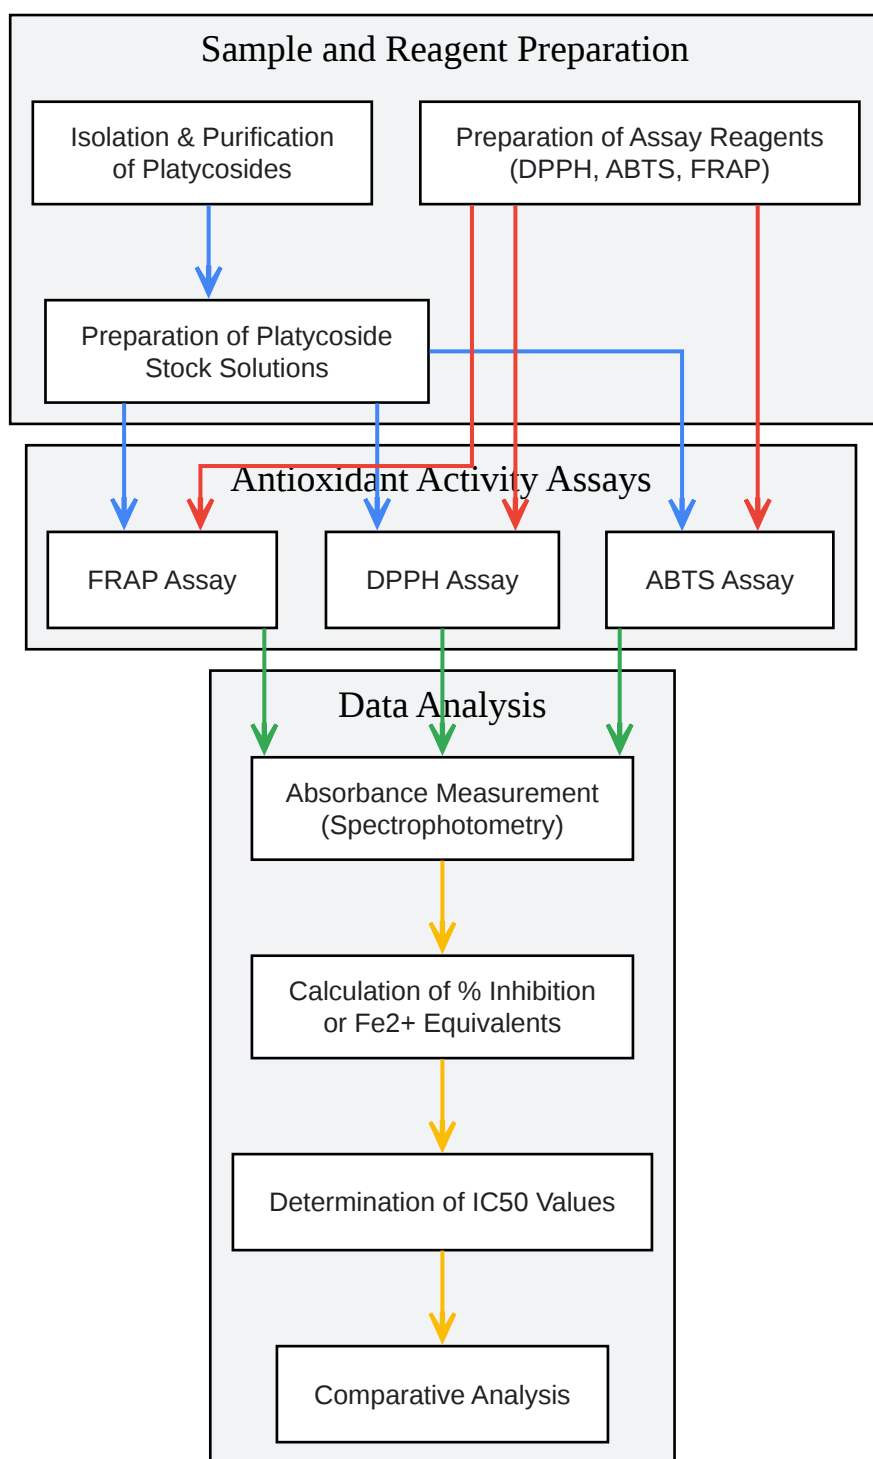 Sample and Reagent Preparation
Isolation & Purification
of Platycosides
Preparation of Assay Reagents
(DPPH, ABTS, FRAP)
Preparation of Platycoside
Stock Solutions
Antioxidant Activity Assays
FRAP Assay
DPPH Assay
ABTS Assay
Data Analysis
Absorbance Measurement
(Spectrophotometry)
Calculation of % Inhibition
or Fe2+ Equivalents
Determination of IC50 Values
Comparative Analysis